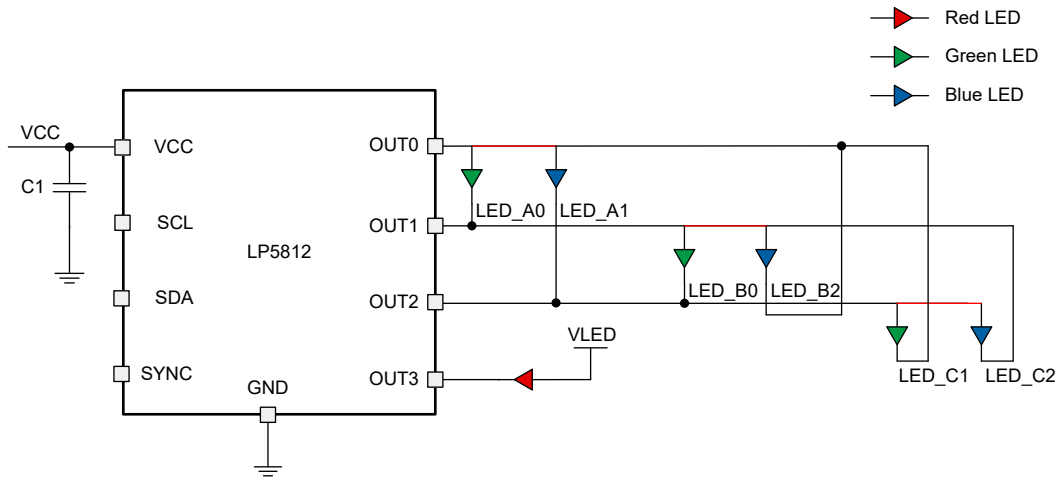 Red LED
Green LED
Blue LED
VCC
VCC
OUT0
C1
LED_A0
LED_A1
SCL
OUT1
LP5812
SDA
OUT2
LED_B0
LED_B2
VLED
SYNC
GND
OUT3
LED_C1
LED_C2